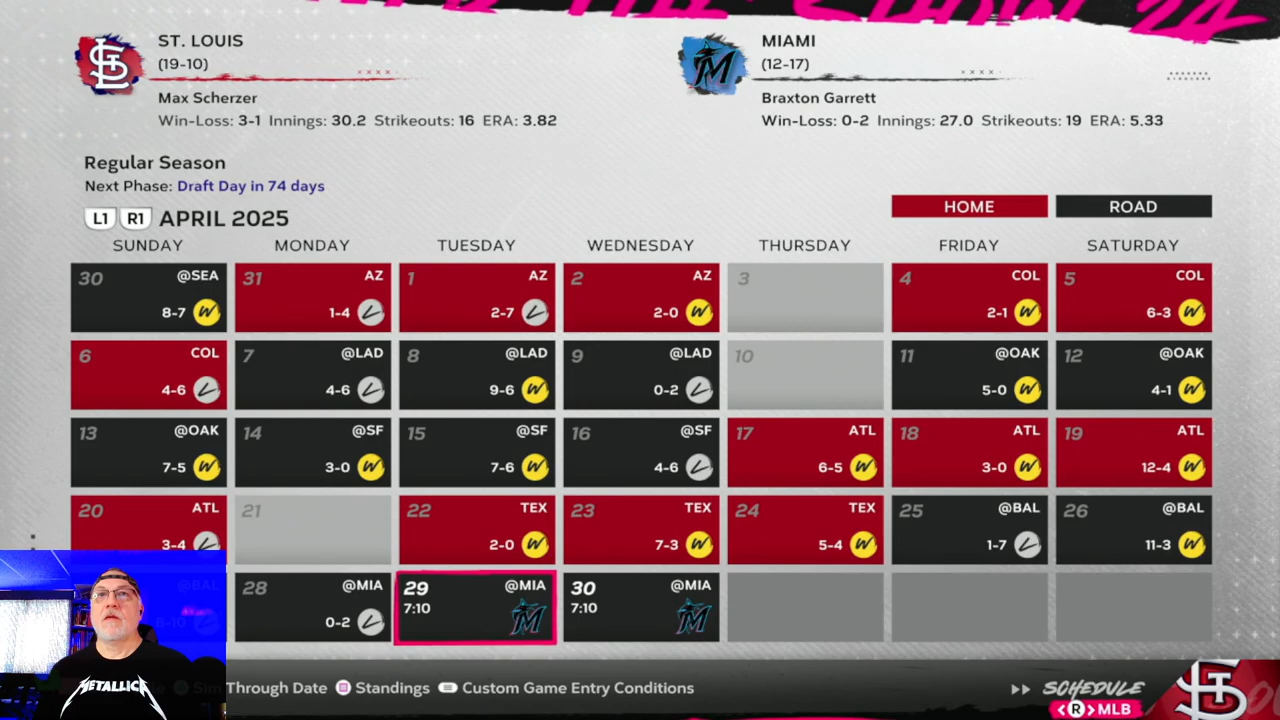 ST. LOUIS
(19-10)
Max Scherzer
Win-Loss: 3-1 Innings: 30.2 Strikeouts: 16 ERA: 3.82
MIAMI
(12-17)
Braxton Garrett
Win-Loss: 0-2 Innings: 27.0 Strikeouts: 19 ERA: 5.33
Regular Season
Next Phase: Draft Day in 74 days
L1 R1 APRIL 2025
HOME ROAD
SUNDAY MONDAY TUESDAY WEDNESDAY THURSDAY FRIDAY SATURDAY
30 @SEA 31 AZ 1 AZ 2 AZ 3 4 COL 5 COL
8-7 W 1-4 L 2-7 L 2-0 W 2-1 W 6-3 W
6 COL 7 @LAD 8 @LAD 9 @LAD 10 11 @OAK 12 @OAK
4-6 L 4-6 L 9-6 W 0-2 L 5-0 W 4-1 W
13 @OAK 14 @SF 15 @SF 16 @SF 17 ATL 18 ATL 19 ATL
7-5 W 3-0 W 7-6 W 4-6 L 6-5 W 3-0 W 12-4 W
20 ATL 21 22 TEX 23 TEX 24 TEX 25 @BAL 26 @BAL
3-4 L 2-0 W 7-3 W 5-4 W 1-7 L 11-3 W
@BAL 28 @MIA 29 @MIA 30 @MIA
7:10 7:10
8-10 L 0-2 L M M
METALLICA
Sim Through Date Standings Custom Game Entry Conditions
SCHEDULE
R MLB